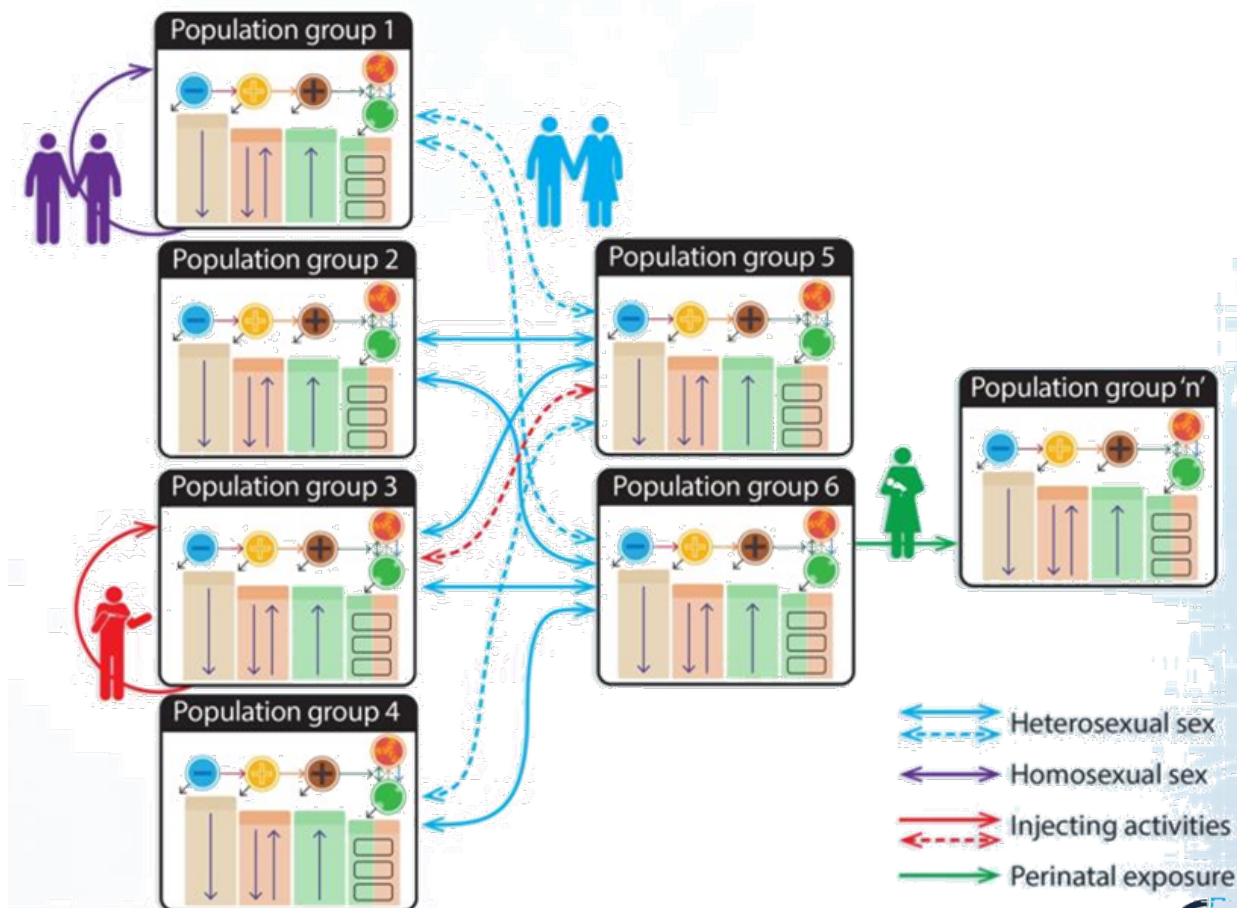 Population group 1
Population group 2
Population group 5
Population group 'n'
Population group 3
Population group 6
Population group 4
Heterosexual sex
Homosexual sex
Injecting activities
Perinatal exposure